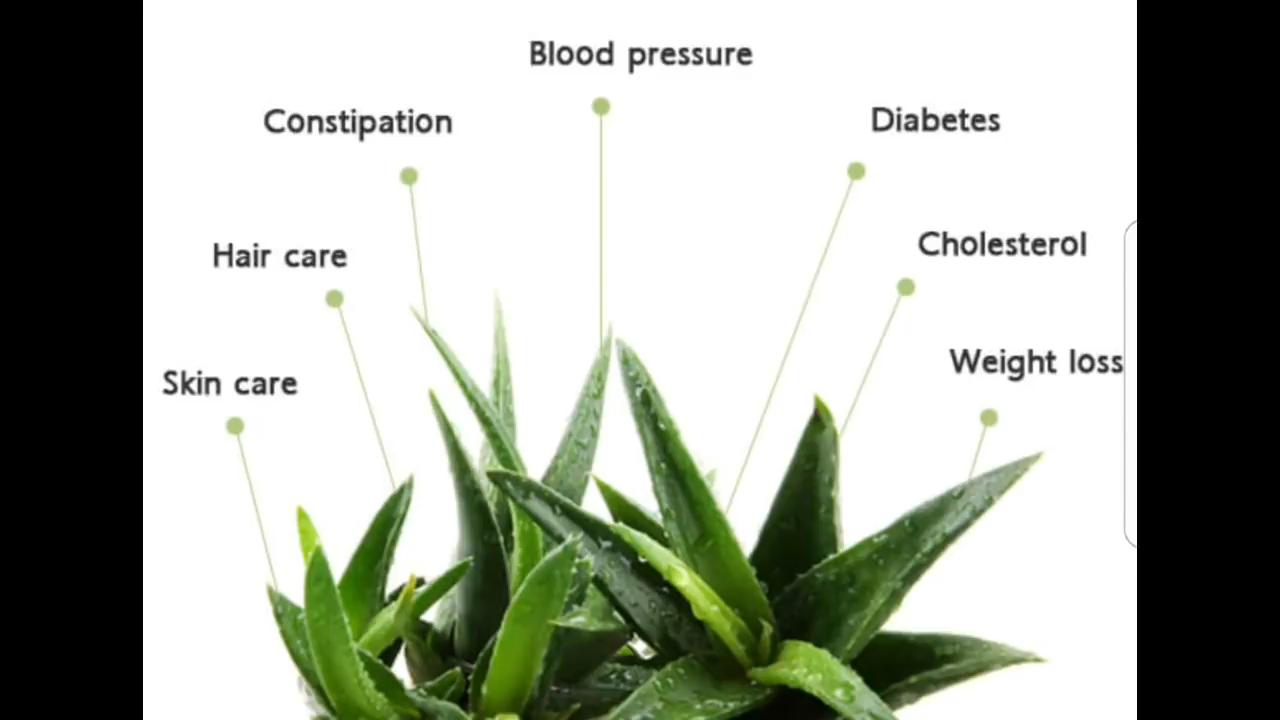 Blood pressure
Constipation
Diabetes
Hair care
Cholesterol
Skin care
Weight loss